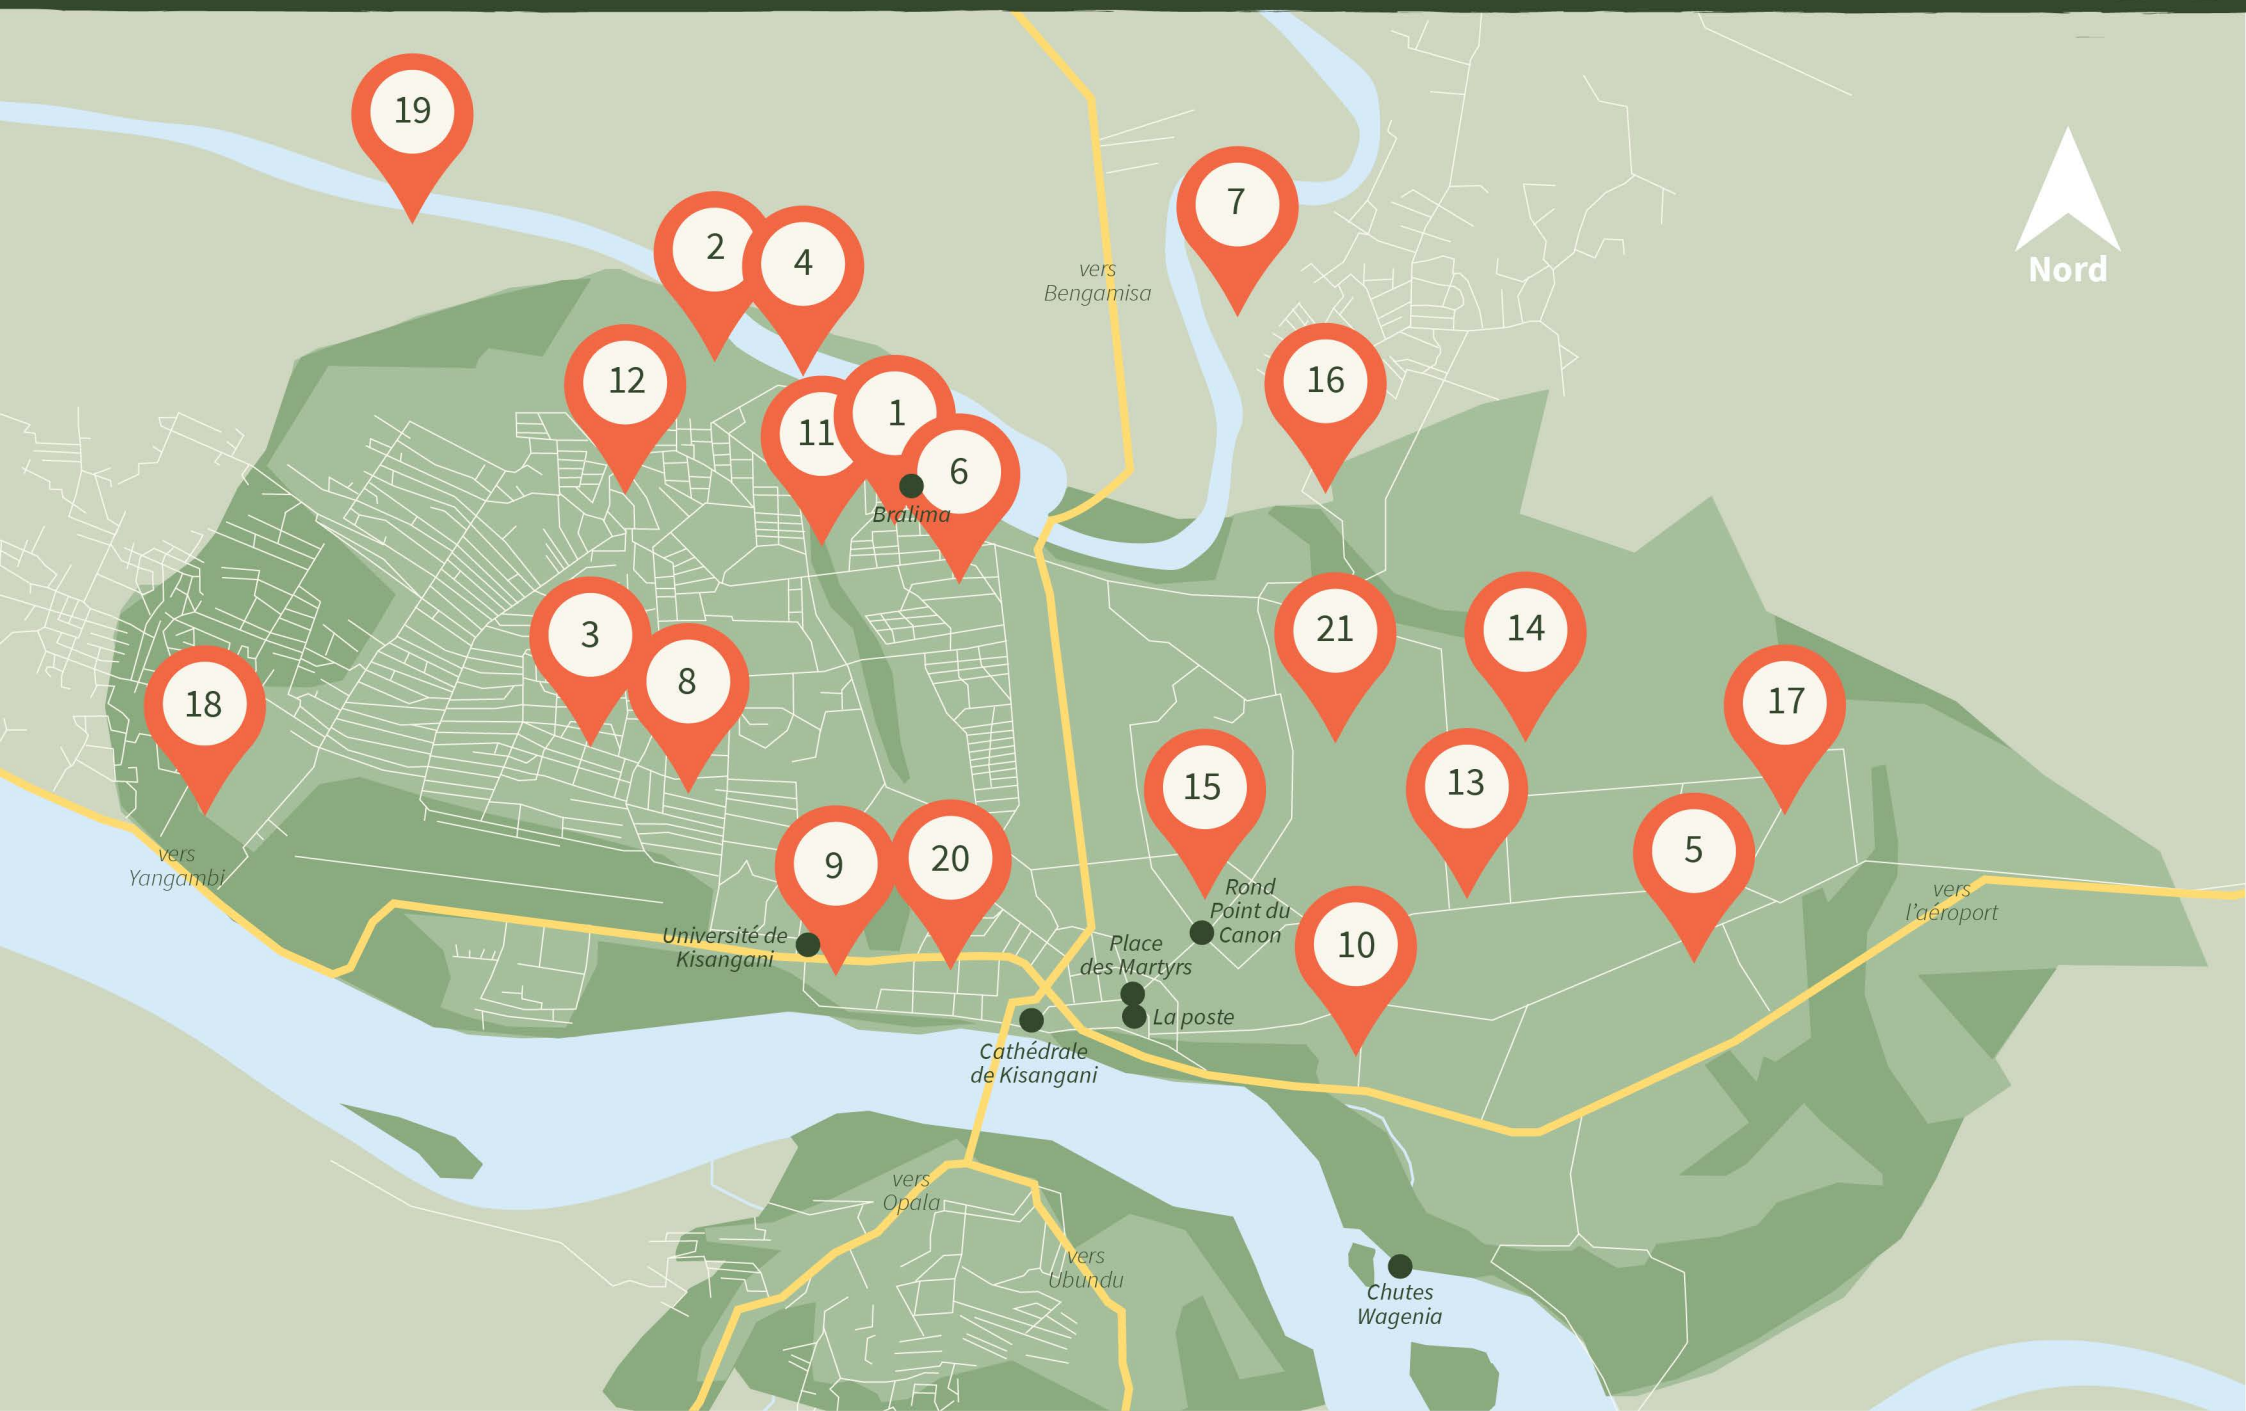 19
7
2
4
vers
Bengamisa
Nord
12
16
1
11
6
Bralima
3
21
14
8
18
17
15
13
5
9
20
vers
Yangambi
Rond
Point du
Canon
vers
l’aéroport
Université de
Kisangani
Place
des Martyrs
10
La poste
Cathédrale
de Kisangani
vers
Opala
vers
Ubundu
Chutes
Wagenia